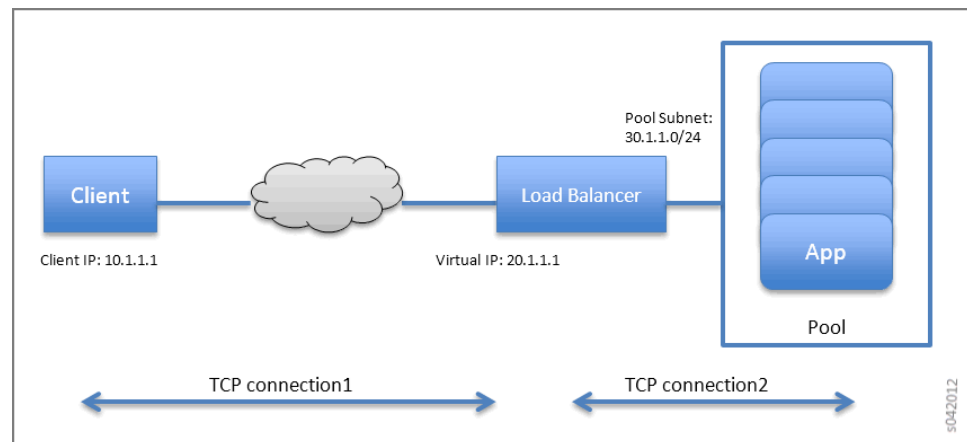 Pool Subnet:
30.1.1.0/24
Client
Load Balancer
App
Client IP: 10.1.1.1
Virtual IP: 20.1.1.1
Pool
TCP connection1
TCP connection2
s042012